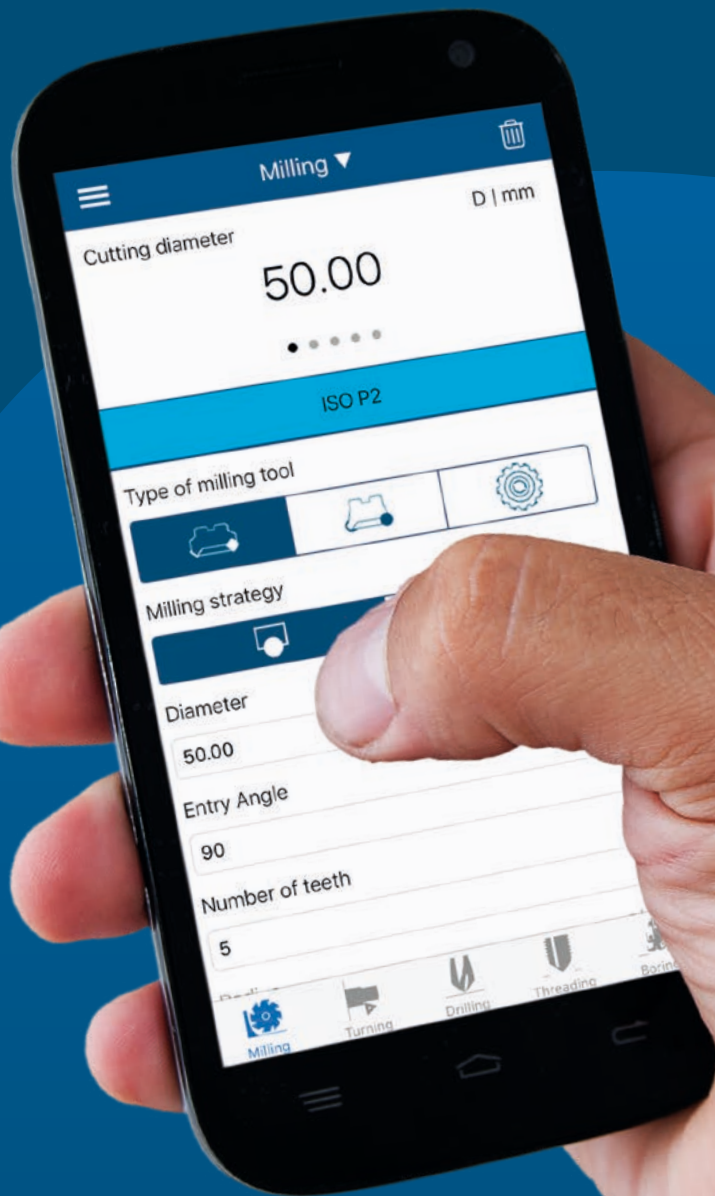 Milling ▼
Cutting diameter
D | mm
50.00
ISO P2
Type of milling tool
Milling strategy
Diameter
50.00
Entry Angle
90
Number of teeth
5
Milling
Turning
Drilling
Threading
Boring